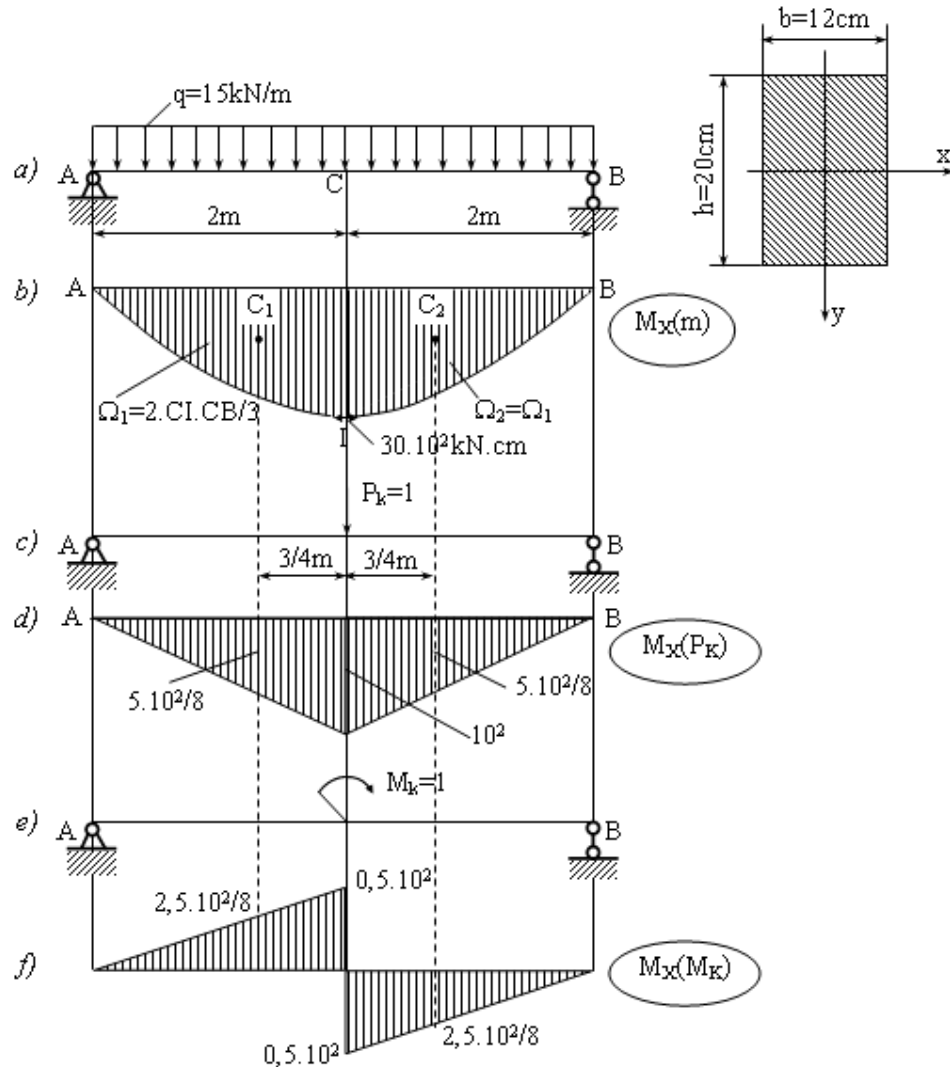 b=12cm
q=15kN/m
h=20cm
x
a)
A
C
B
2m
2m
y
b)
A
C₁
C₂
B
Mx(m)
Ω₁=2.CI.CB/3
Ω₂=Ω₁
I
30.10²kN.cm
Pk=1
c)
A
B
3/4m
3/4m
d)
A
B
Mx(PK)
5.10²/8
5.10²/8
10²
Mk=1
e)
A
B
0,5.10²
2,5.10²/8
f)
Mx(MK)
0,5.10²
2,5.10²/8